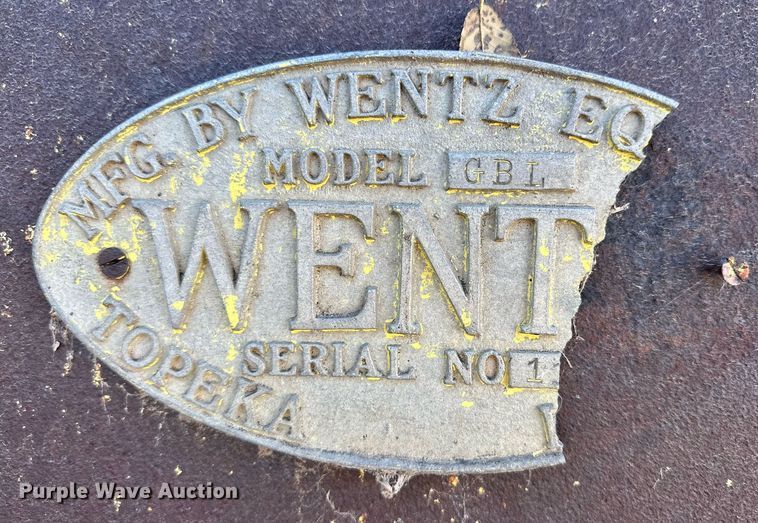 MFG. BY WENTZ EQ
MODEL GBL
WENT
SERIAL NO 1
TOPEKA
Purple Wave Auction